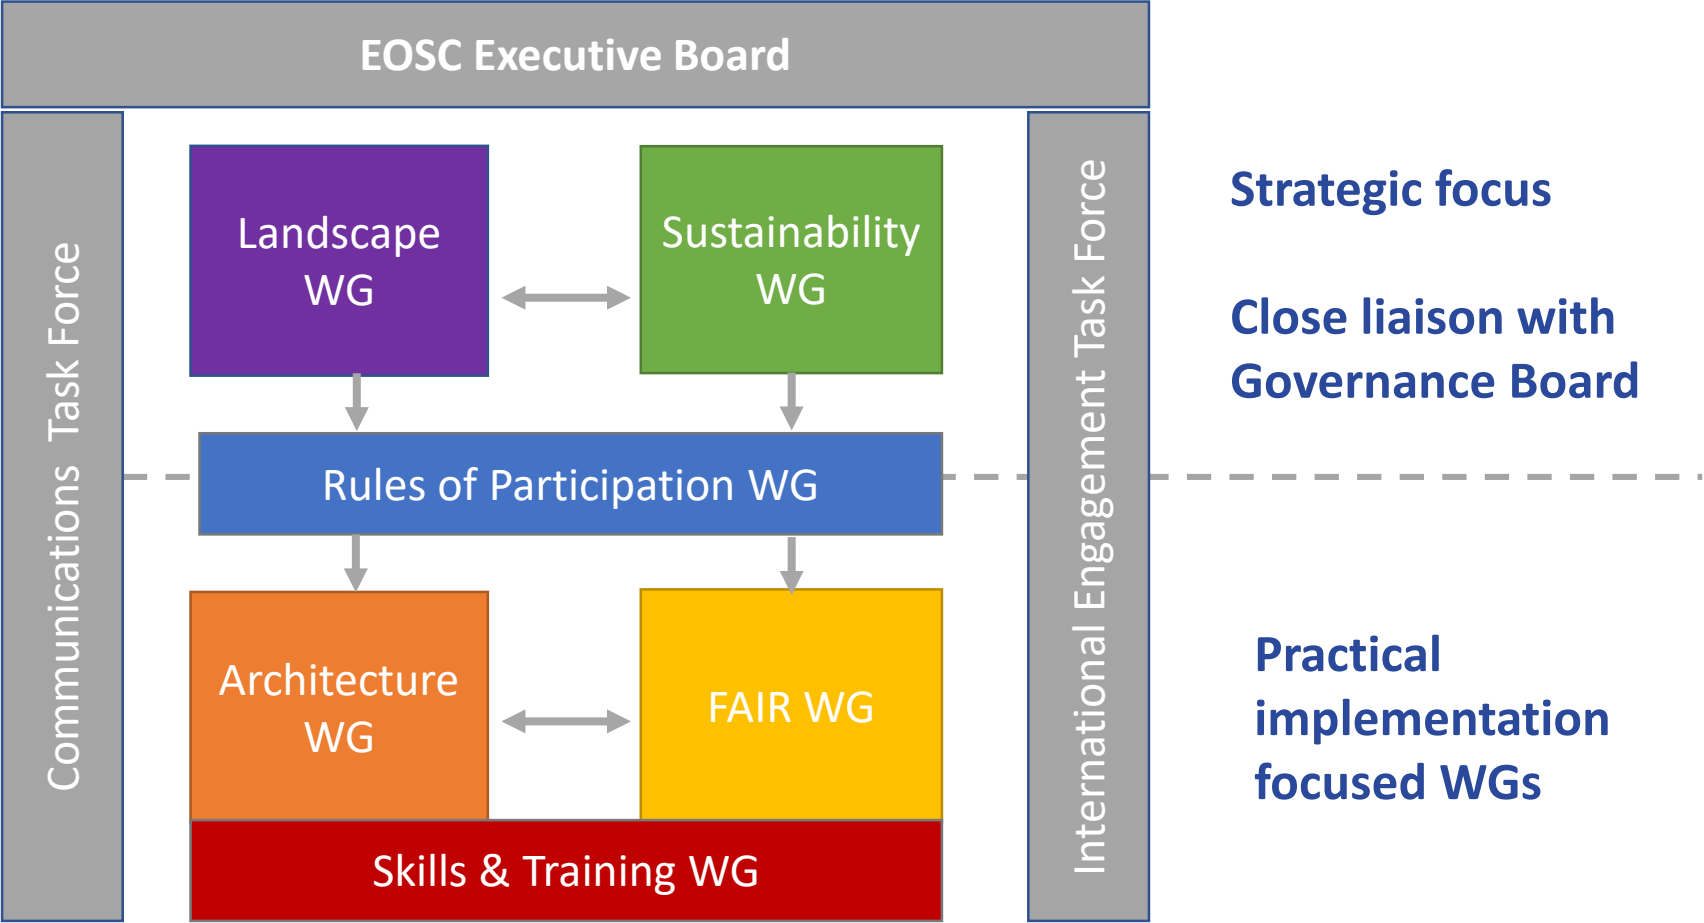 EOSC Executive Board
Communications Task Force
Landscape
WG
Sustainability
WG
Rules of Participation WG
Architecture
WG
FAIR WG
Skills & Training WG
International Engagement Task Force
Strategic focus
Close liaison with
Governance Board
Practical
implementation
focused WGs